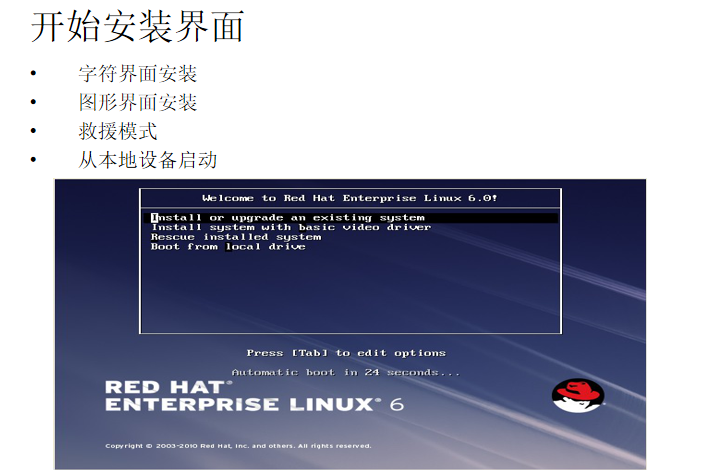 开始安装界面
• 字符界面安装
• 图形界面安装
• 救援模式
• 从本地设备启动
Welcome to Red Hat Enterprise Linux 6.0!
Install or upgrade an existing system
Install system with basic video driver
Rescue installed system
Boot from local drive
Press [Tab] to edit options
Automatic boot in 24 seconds...
RED HAT®
ENTERPRISE LINUX® 6
Copyright © 2003-2010 Red Hat, Inc. and others. All rights reserved.